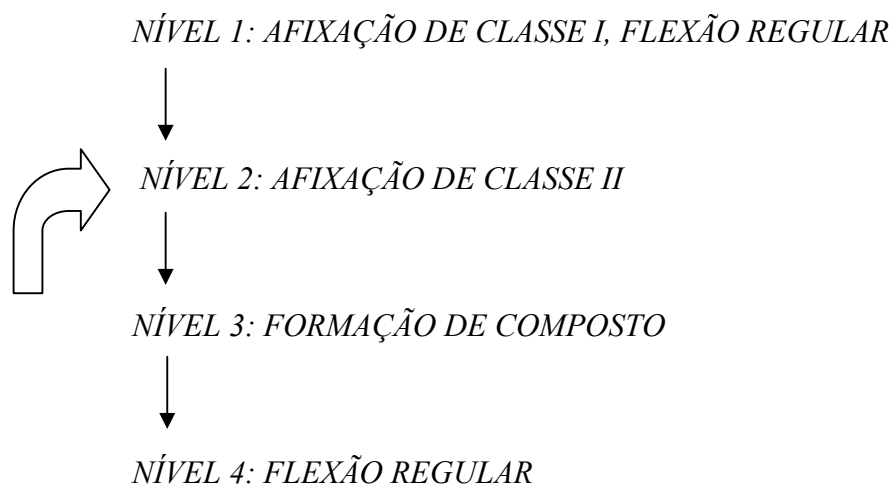 NÍVEL 1: AFIXAÇÃO DE CLASSE I, FLEXÃO REGULAR
NÍVEL 2: AFIXAÇÃO DE CLASSE II
NÍVEL 3: FORMAÇÃO DE COMPOSTO
NÍVEL 4: FLEXÃO REGULAR